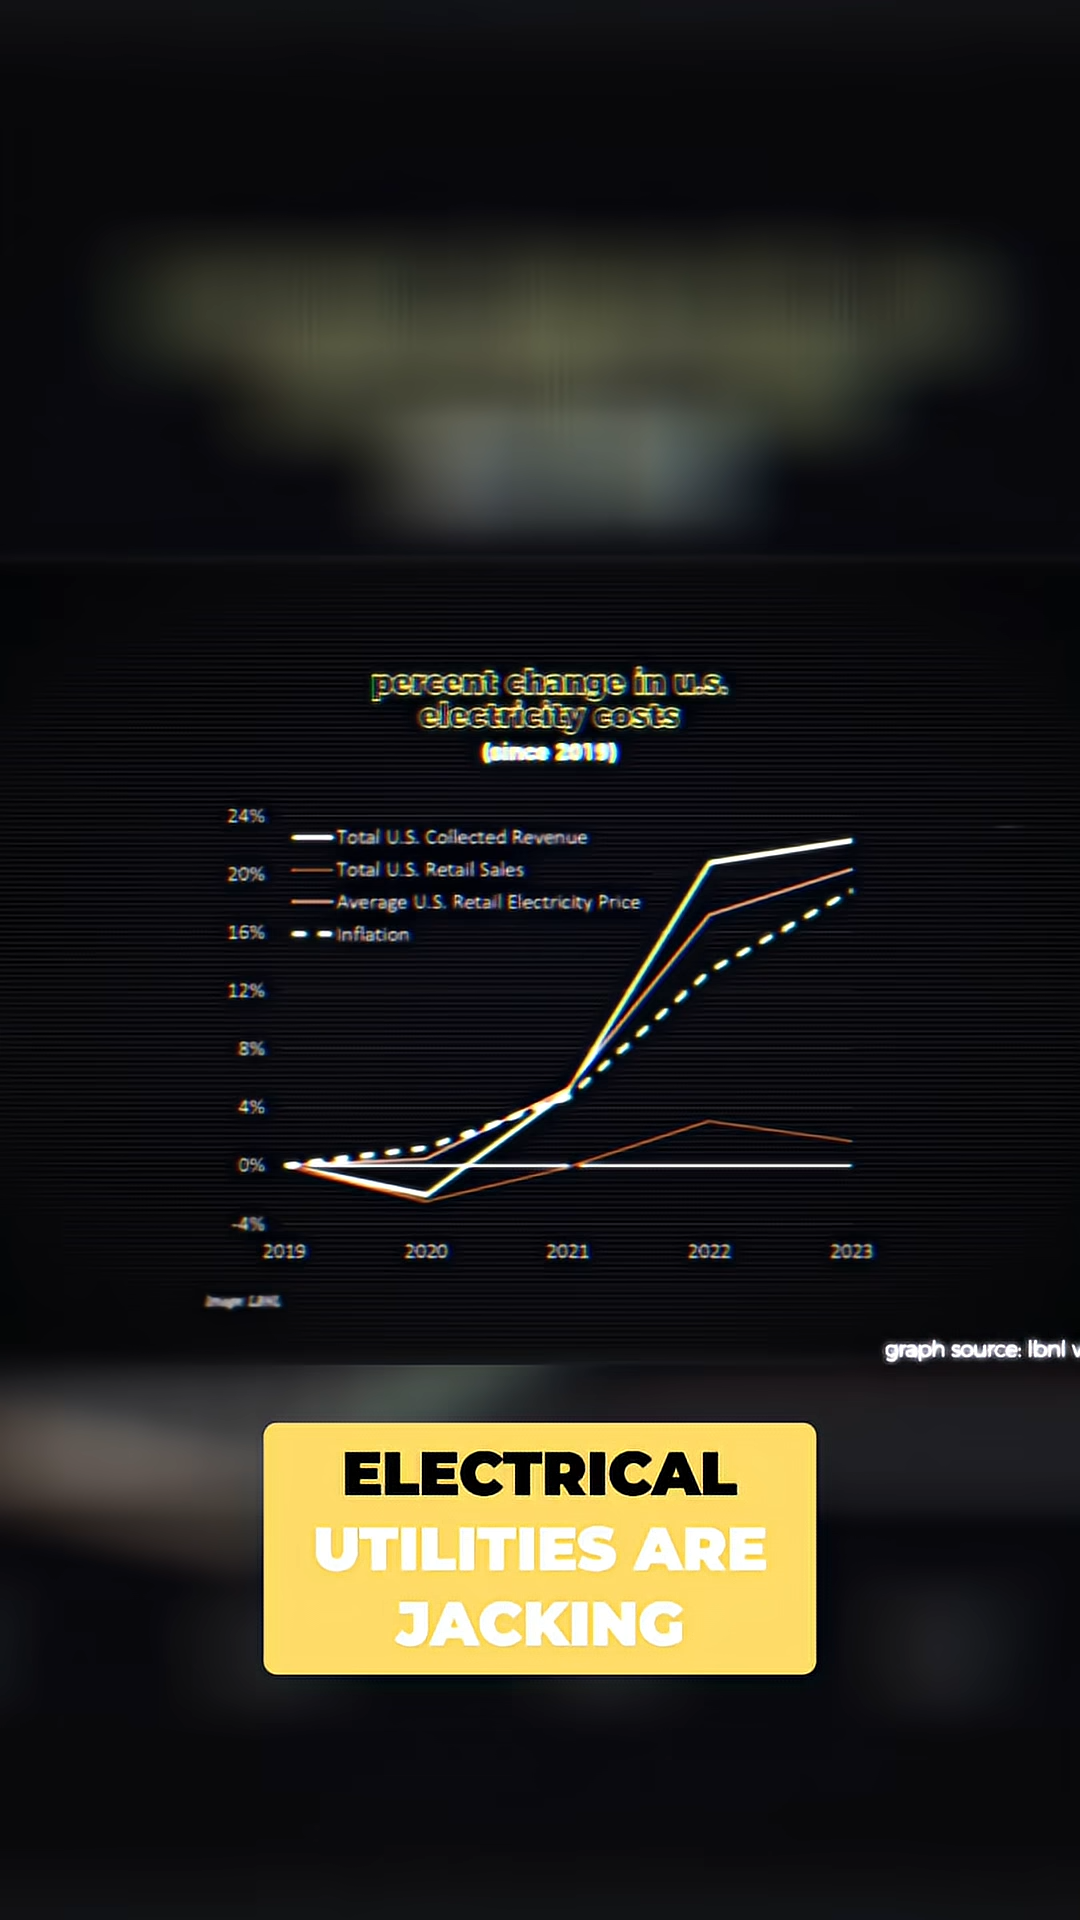 percent change in u.s.
electricity costs
(since 2019)
24%
20%
16%
12%
8%
4%
0%
-4%
Total U.S. Collected Revenue
Total U.S. Retail Sales
Average U.S. Retail Electricity Price
Inflation
2019 2020 2021 2022 2023
Image: LBNL
graph source: lbnl v
ELECTRICAL
UTILITIES ARE
JACKING